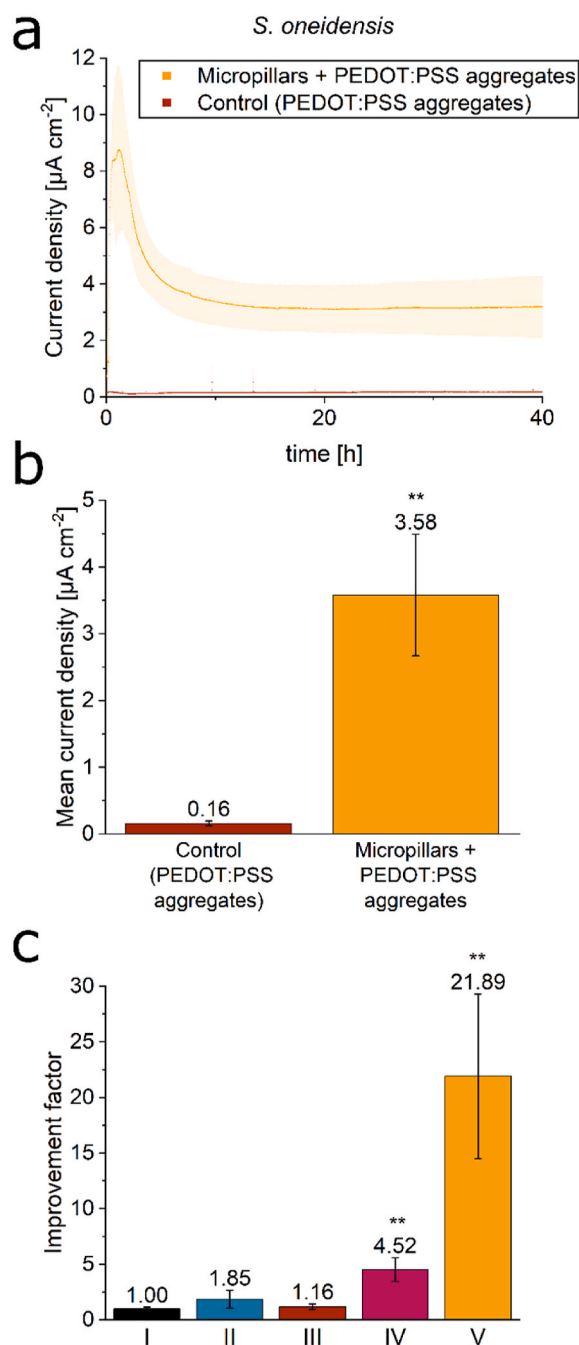 a
S. oneidensis
Micropillars + PEDOT:PSS aggregates
Control (PEDOT:PSS aggregates)
Current density [µA cm-2]
12
10
8
6
4
2
0
0
20
40
time [h]
b
Mean current density [µA cm-2]
5
4
3
2
1
0
0.16
**
3.58
Control
(PEDOT:PSS
aggregates)
Micropillars +
PEDOT:PSS
aggregates
c
Improvement factor
30
25
20
15
10
5
0
1.00
1.85
1.16
**
4.52
**
21.89
I
II
III
IV
V